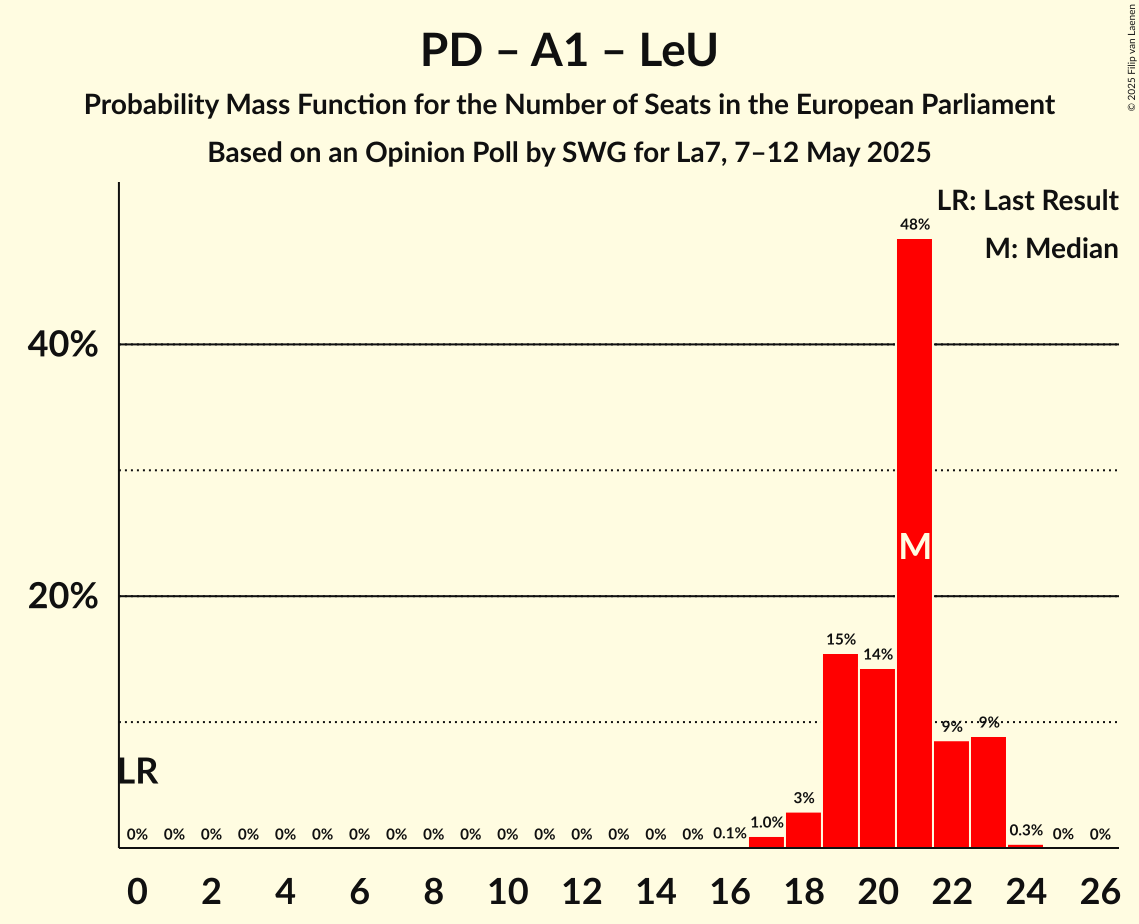 PD – A1 – LeU
Probability Mass Function for the Number of Seats in the European Parliament
Based on an Opinion Poll by SWG for La7, 7–12 May 2025
© 2025 Filip van Laenen
LR: Last Result
M: Median
48%
40%
M
20%
15%
14%
9%
9%
LR
3%
1.0%
0% 0% 0% 0% 0% 0% 0% 0% 0% 0% 0% 0% 0% 0% 0% 0% 0.1% 0.3% 0% 0%
0 2 4 6 8 10 12 14 16 18 20 22 24 26